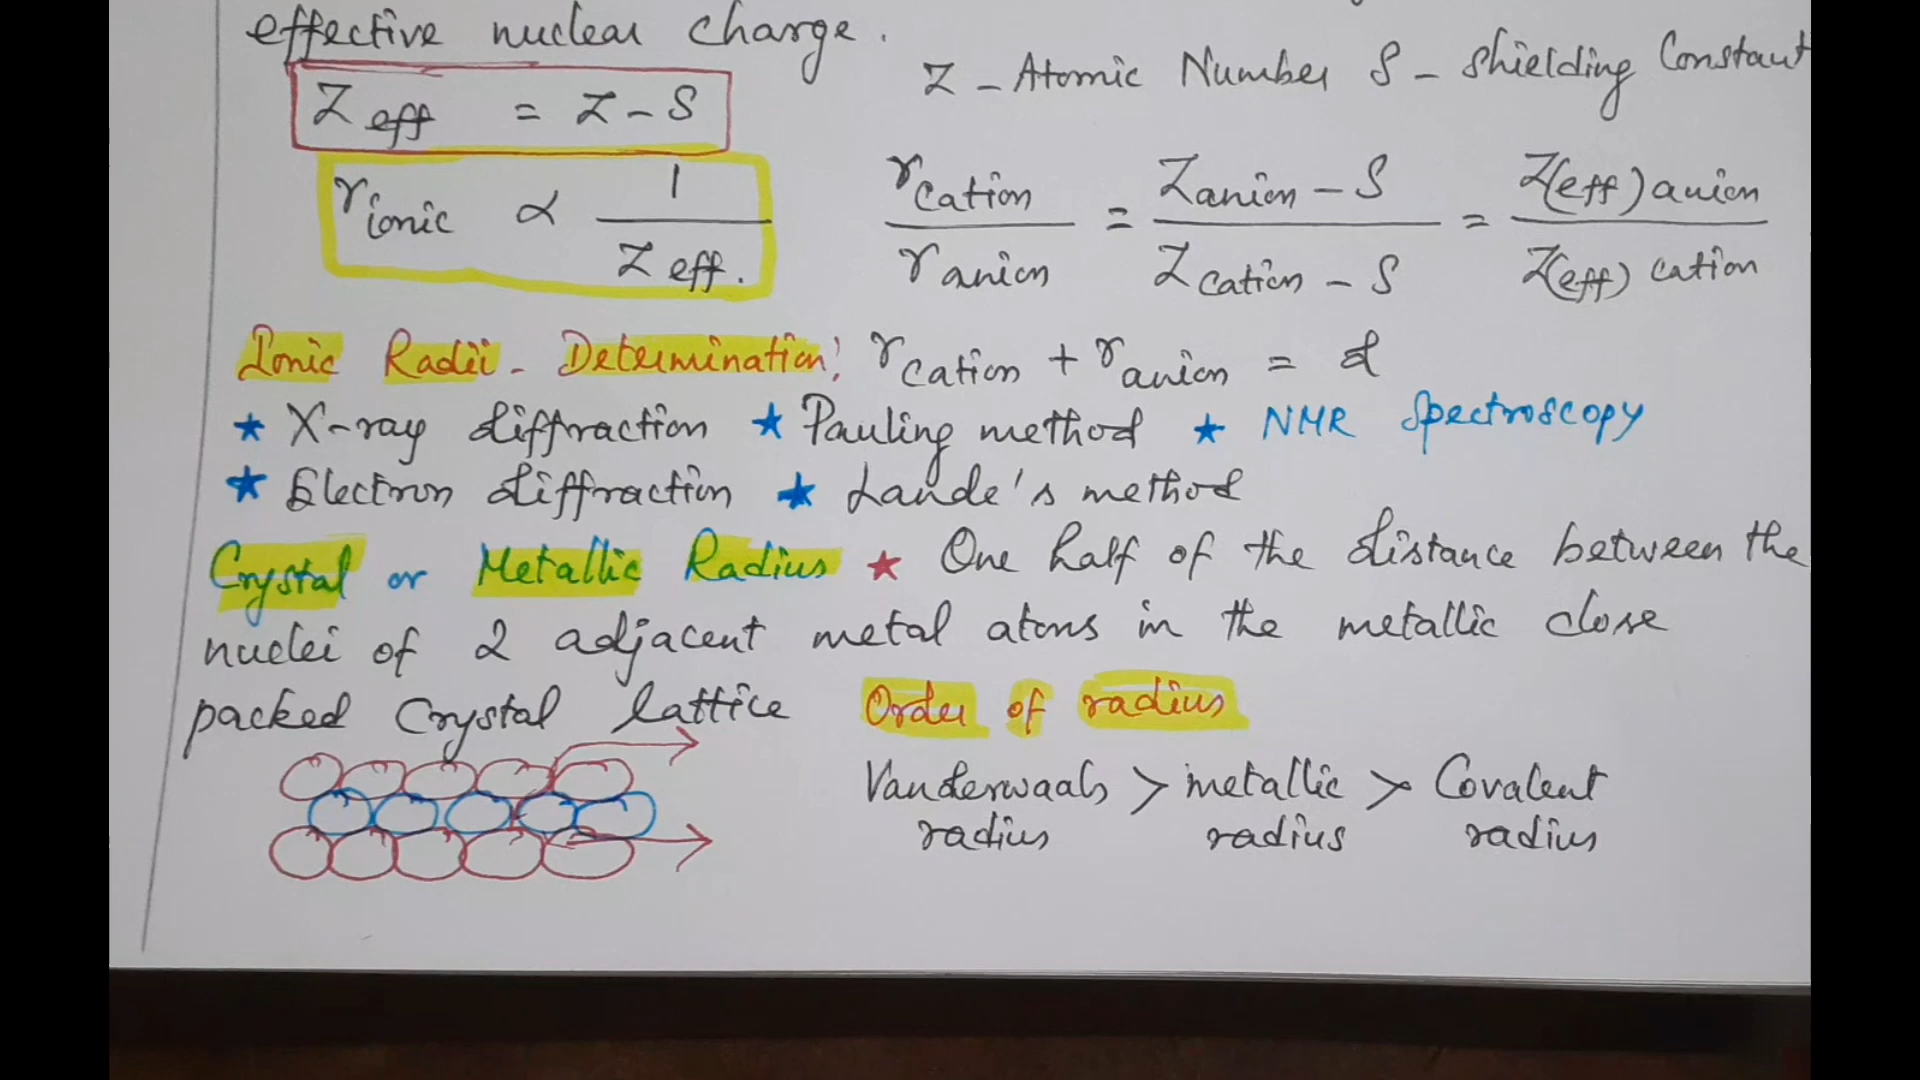 effective nuclear charge.
Z - Atomic Number S - Shielding Constant
Z eff = Z - S
r ionic ∝ 1 / Z eff.
r cation / r anion = Z anion - S / Z cation - S = Z(eff) anion / Z(eff) cation
Ionic Radii - Determination: r cation + r anion = d
★ X-ray diffraction ★ Pauling method ★ NMR Spectroscopy
★ Electron diffraction ★ Lande's method
Crystal or Metallic Radius ★ One half of the distance between the
nuclei of 2 adjacent metal atoms in the metallic close
packed Crystal lattice
Order of radius
Vanderwaals radius > metallic radius > Covalent radius